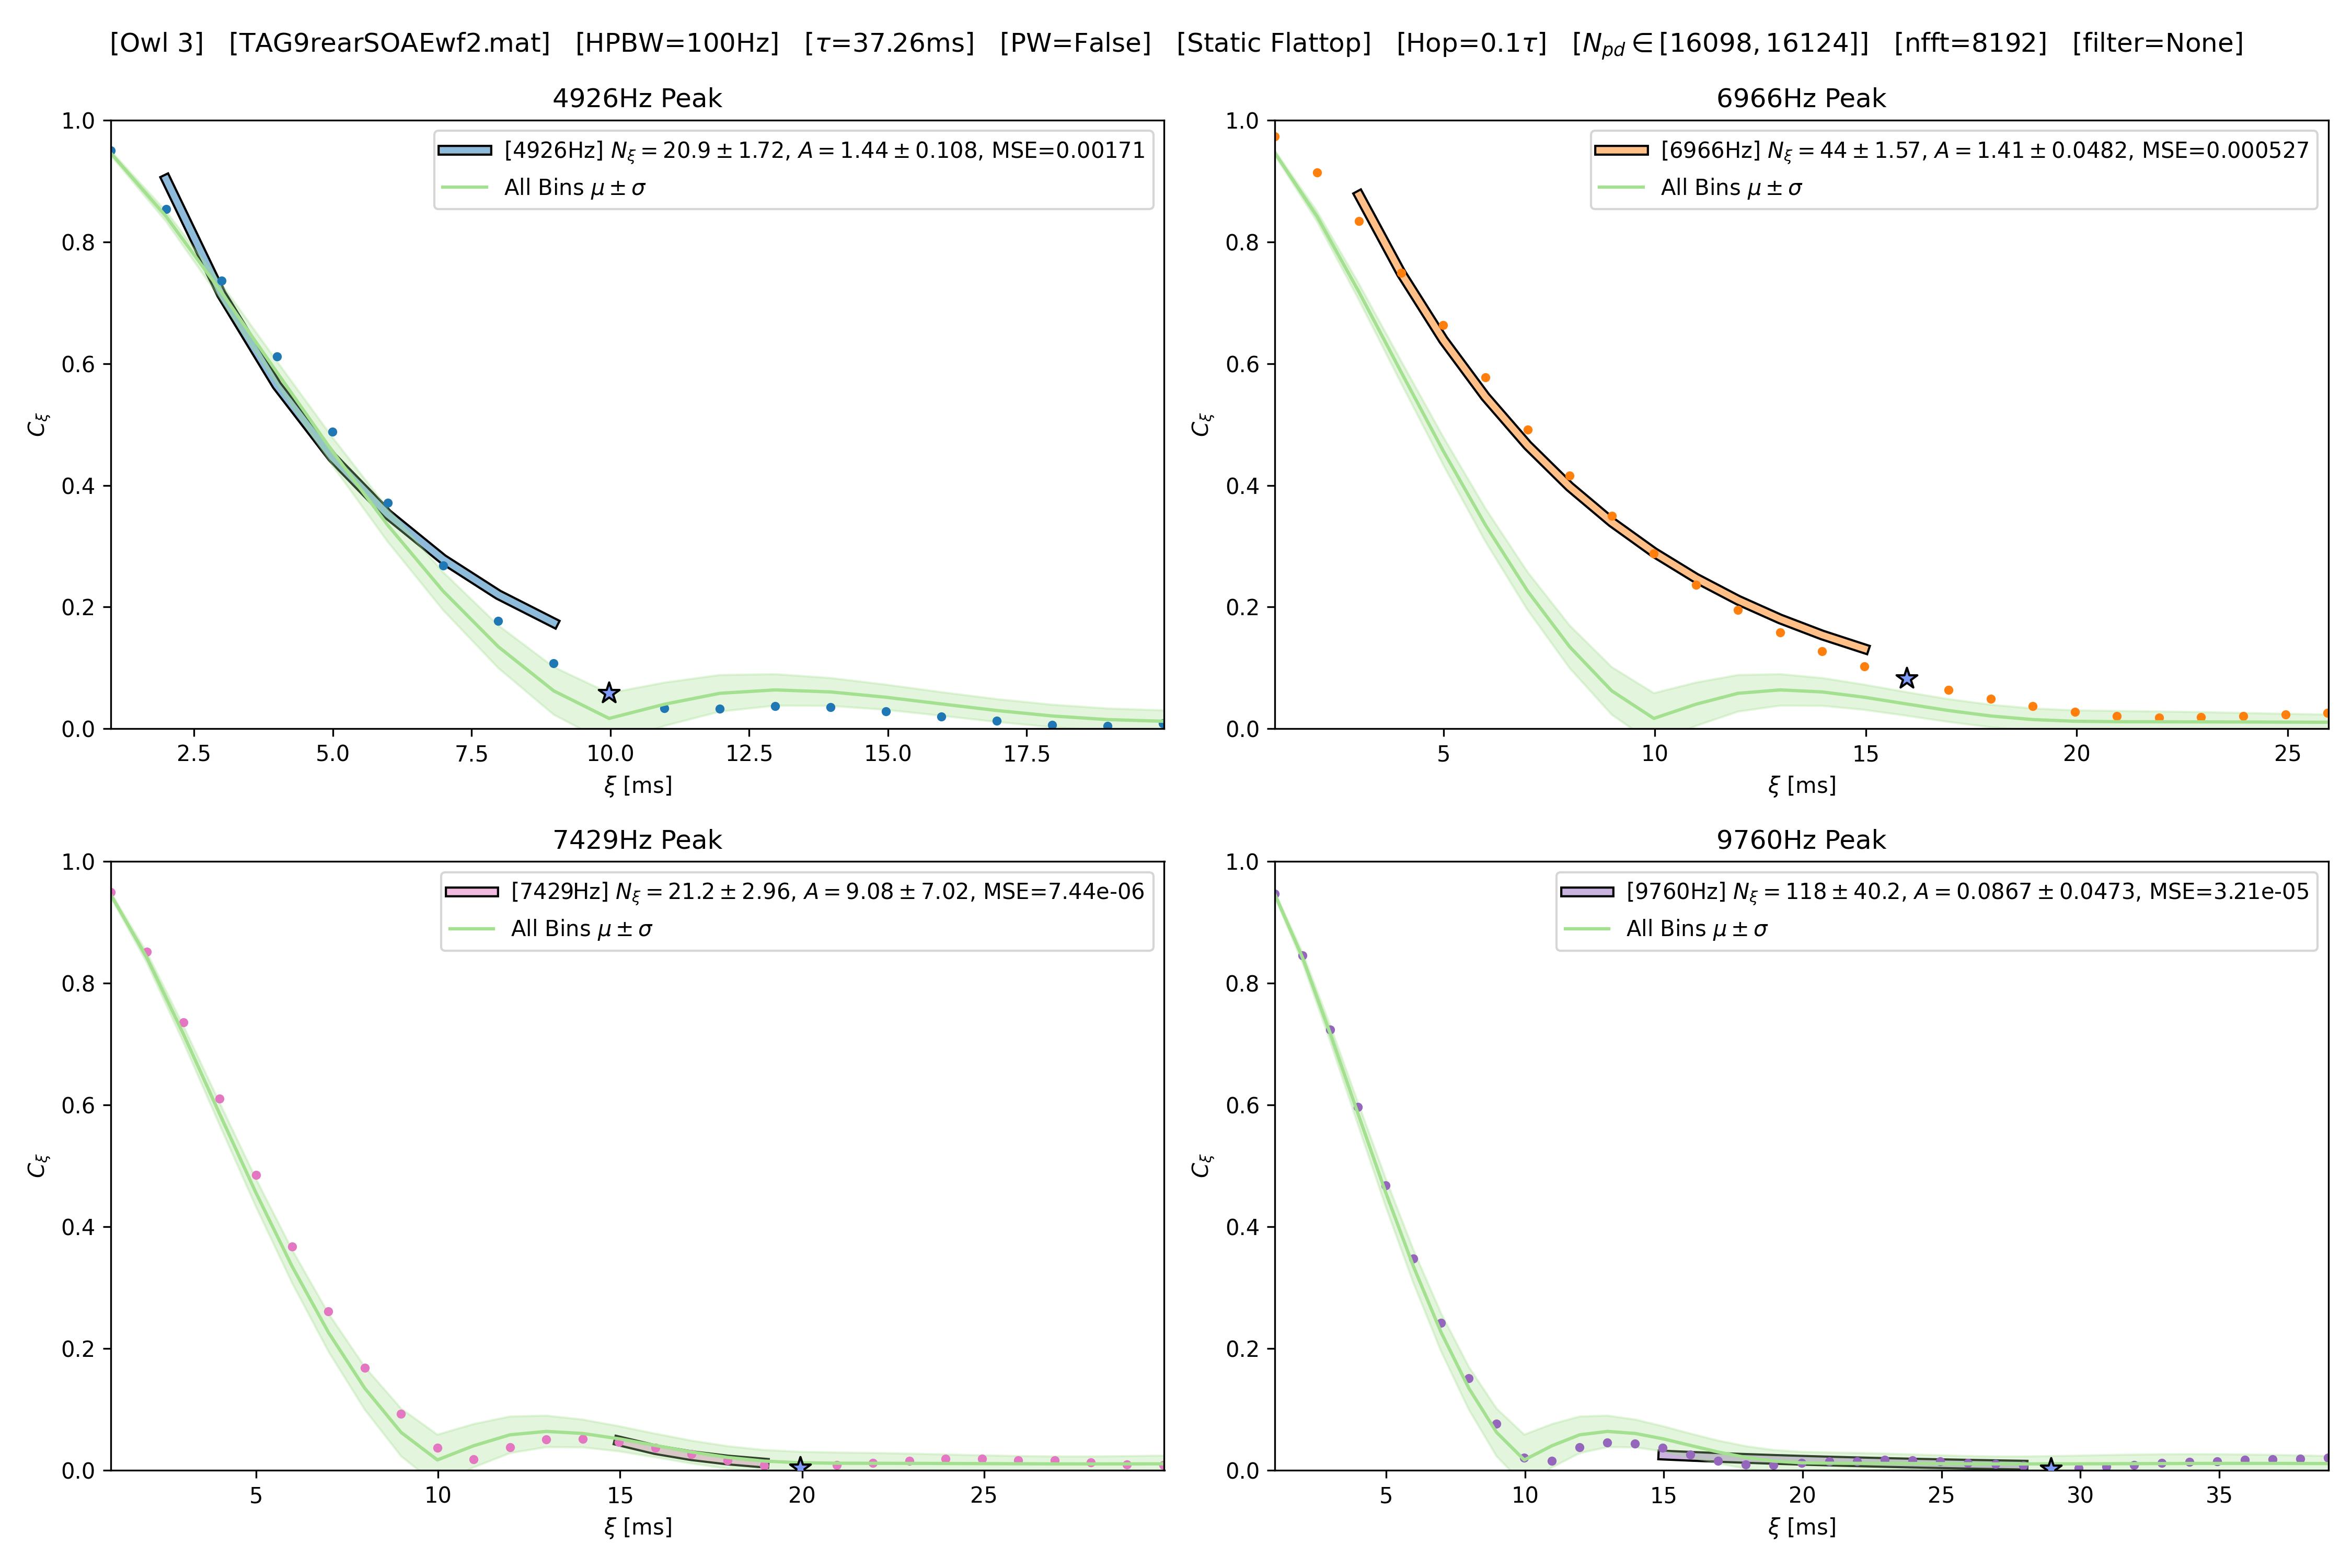 [Owl 3] [TAG9rearSOAEwf2.mat] [HPBW=100Hz] [τ=37.26ms] [PW=False] [Static Flattop] [Hop=0.1τ] [N_pd ∈ [16098, 16124]] [nfft=8192] [filter=None]
4926Hz Peak
[4926Hz] N_ξ = 20.9 ± 1.72, A = 1.44 ± 0.108, MSE=0.00171
All Bins μ ± σ
1.0
0.8
0.6
0.4
0.2
0.0
C_ξ
2.5 5.0 7.5 10.0 12.5 15.0 17.5
ξ [ms]
6966Hz Peak
[6966Hz] N_ξ = 44 ± 1.57, A = 1.41 ± 0.0482, MSE=0.000527
All Bins μ ± σ
1.0
0.8
0.6
0.4
0.2
0.0
C_ξ
5 10 15 20 25
ξ [ms]
7429Hz Peak
[7429Hz] N_ξ = 21.2 ± 2.96, A = 9.08 ± 7.02, MSE=7.44e-06
All Bins μ ± σ
1.0
0.8
0.6
0.4
0.2
0.0
C_ξ
5 10 15 20 25
ξ [ms]
9760Hz Peak
[9760Hz] N_ξ = 118 ± 40.2, A = 0.0867 ± 0.0473, MSE=3.21e-05
All Bins μ ± σ
1.0
0.8
0.6
0.4
0.2
0.0
C_ξ
5 10 15 20 25 30 35
ξ [ms]